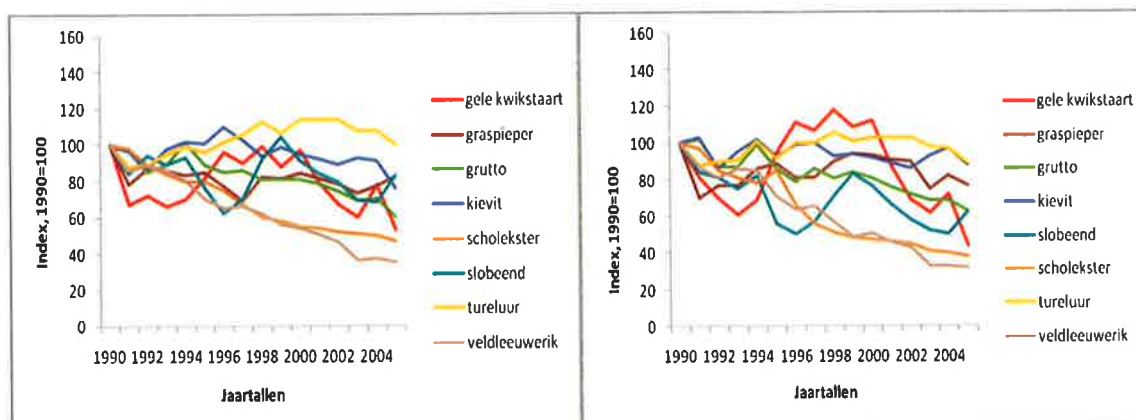 160
140
120
100
80
60
40
20
0
Index, 1990=100
1990 1992 1994 1996 1998 2000 2002 2004
Jaartallen
gele kwikstaart
graspieper
grutto
kievit
scholekster
slobeend
tureluur
veldleeuwerik
160
140
120
100
80
60
40
20
0
Index, 1990=100
1990 1992 1994 1996 1998 2000 2002 2004
Jaartallen
gele kwikstaart
graspieper
grutto
kievit
slobeend
scholekster
tureluur
veldleeuwerik